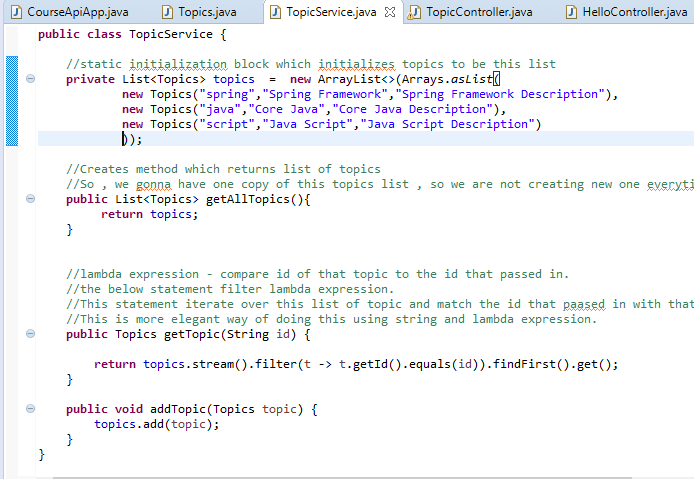 CourseApiApp.java Topics.java TopicService.java TopicController.java HelloController.java
public class TopicService {
//static initialization block which initializes topics to be this list
private List<Topics> topics = new ArrayList<>(Arrays.asList(
new Topics("spring","Spring Framework","Spring Framework Description"),
new Topics("java","Core Java","Core Java Description"),
new Topics("script","Java Script","Java Script Description")
));
//Creates method which returns list of topics
//So , we gonna have one copy of this topics list , so we are not creating new one everyti
public List<Topics> getAllTopics(){
return topics;
}
//lambda expression - compare id of that topic to the id that passed in.
//the below statement filter lambda expression.
//This statement iterate over this list of topic and match the id that paased in with that
//This is more elegant way of doing this using string and lambda expression.
public Topics getTopic(String id) {
return topics.stream().filter(t -> t.getId().equals(id)).findFirst().get();
}
public void addTopic(Topics topic) {
topics.add(topic);
}
}